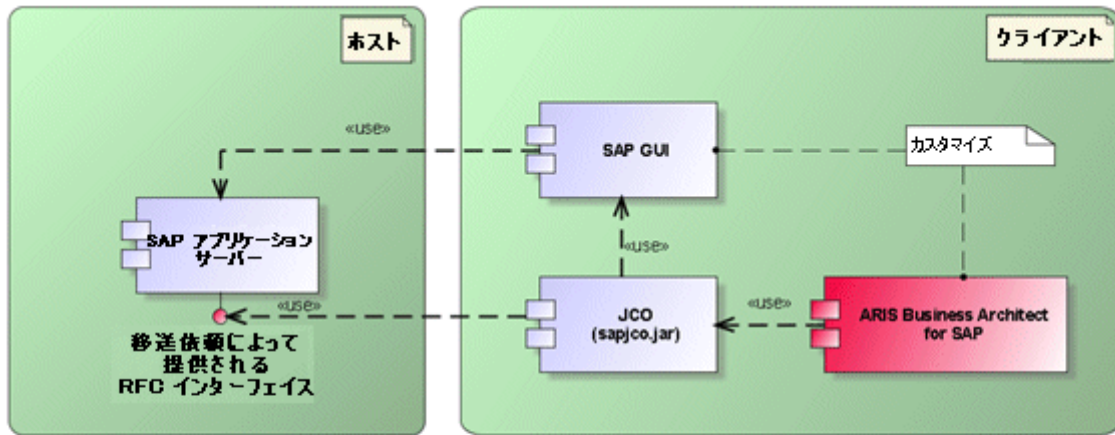 ホスト
クライアント
«use»
SAP GUI
カスタマイズ
SAP アプリケーション
サーバー
«use»
«use»
JCO
(sapjco.jar)
«use»
ARIS Business Architect
for SAP
移送依頼によって
提供される
RFC インターフェイス